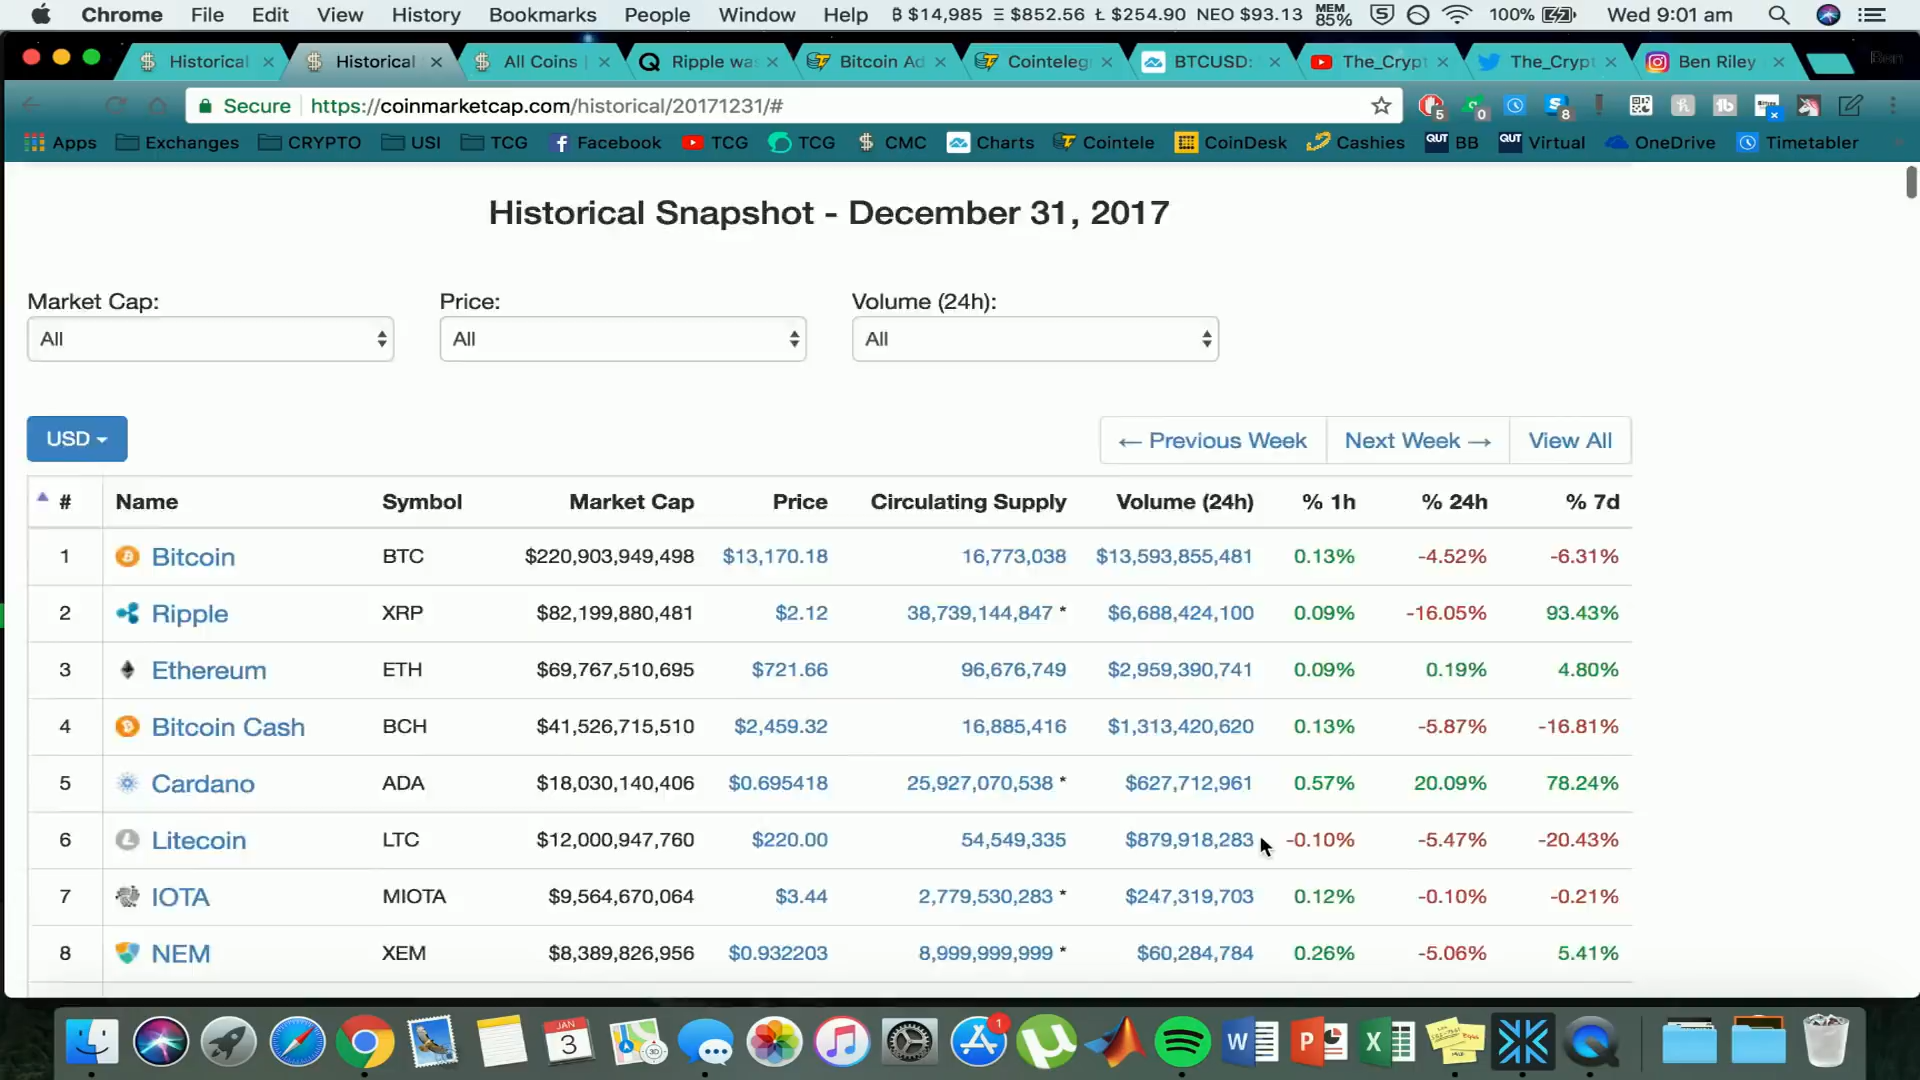 Chrome File Edit View History Bookmarks People Window Help ฿ $14,985 Ξ $852.56 Ł $254.90 NEO $93.13 MEM 85% 100% Wed 9:01 am
Historical Historical All Coins | Ripple wa Bitcoin Ad Cointeleg BTCUSD: The_Crypt The_Crypt Ben Riley Ben
Secure https://coinmarketcap.com/historical/20171231/# 5 0 8
Apps Exchanges CRYPTO USI TCG Facebook TCG TCG CMC Charts Cointele CoinDesk Cashies QUT BB QUT Virtual OneDrive Timetabler
Historical Snapshot - December 31, 2017
Market Cap: Price: Volume (24h):
All All All
USD ← Previous Week Next Week → View All
# Name Symbol Market Cap Price Circulating Supply Volume (24h) % 1h % 24h % 7d
1 Bitcoin BTC $220,903,949,498 $13,170.18 16,773,038 $13,593,855,481 0.13% -4.52% -6.31%
2 Ripple XRP $82,199,880,481 $2.12 38,739,144,847 * $6,688,424,100 0.09% -16.05% 93.43%
3 Ethereum ETH $69,767,510,695 $721.66 96,676,749 $2,959,390,741 0.09% 0.19% 4.80%
4 Bitcoin Cash BCH $41,526,715,510 $2,459.32 16,885,416 $1,313,420,620 0.13% -5.87% -16.81%
5 Cardano ADA $18,030,140,406 $0.695418 25,927,070,538 * $627,712,961 0.57% 20.09% 78.24%
6 Litecoin LTC $12,000,947,760 $220.00 54,549,335 $879,918,283 -0.10% -5.47% -20.43%
7 IOTA MIOTA $9,564,670,064 $3.44 2,779,530,283 * $247,319,703 0.12% -0.10% -0.21%
8 NEM XEM $8,389,826,956 $0.932203 8,999,999,999 * $60,284,784 0.26% -5.06% 5.41%
JAN 3 1